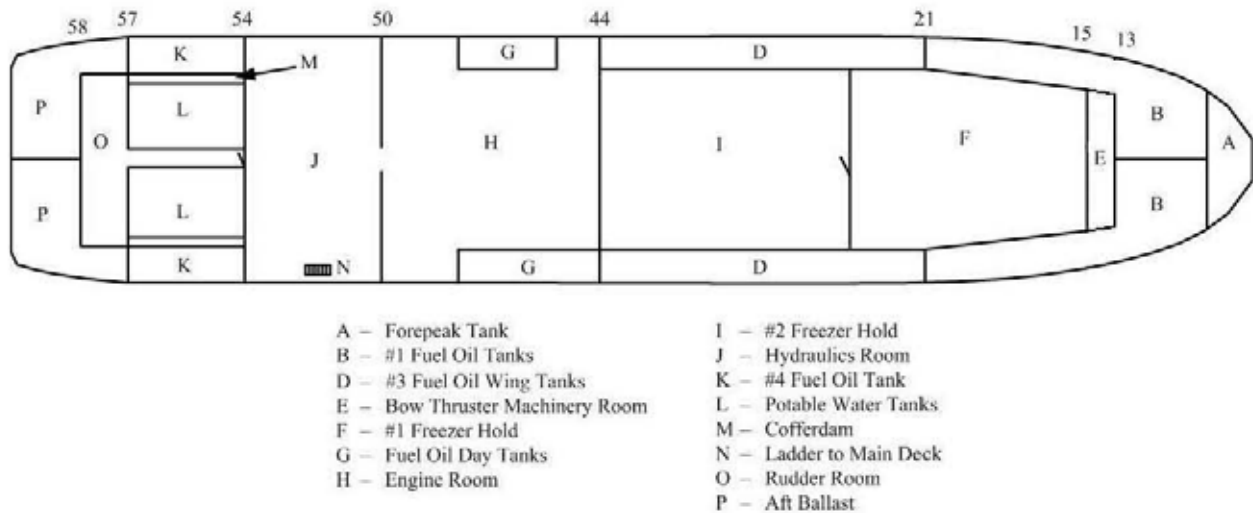 58 57 54 50 44 21 15 13
K G D
M
P L B
O J H I F E A
P L B
N
K G D
A – Forepeak Tank
B – #1 Fuel Oil Tanks
D – #3 Fuel Oil Wing Tanks
E – Bow Thruster Machinery Room
F – #1 Freezer Hold
G – Fuel Oil Day Tanks
H – Engine Room
I – #2 Freezer Hold
J – Hydraulics Room
K – #4 Fuel Oil Tank
L – Potable Water Tanks
M – Cofferdam
N – Ladder to Main Deck
O – Rudder Room
P – Aft Ballast